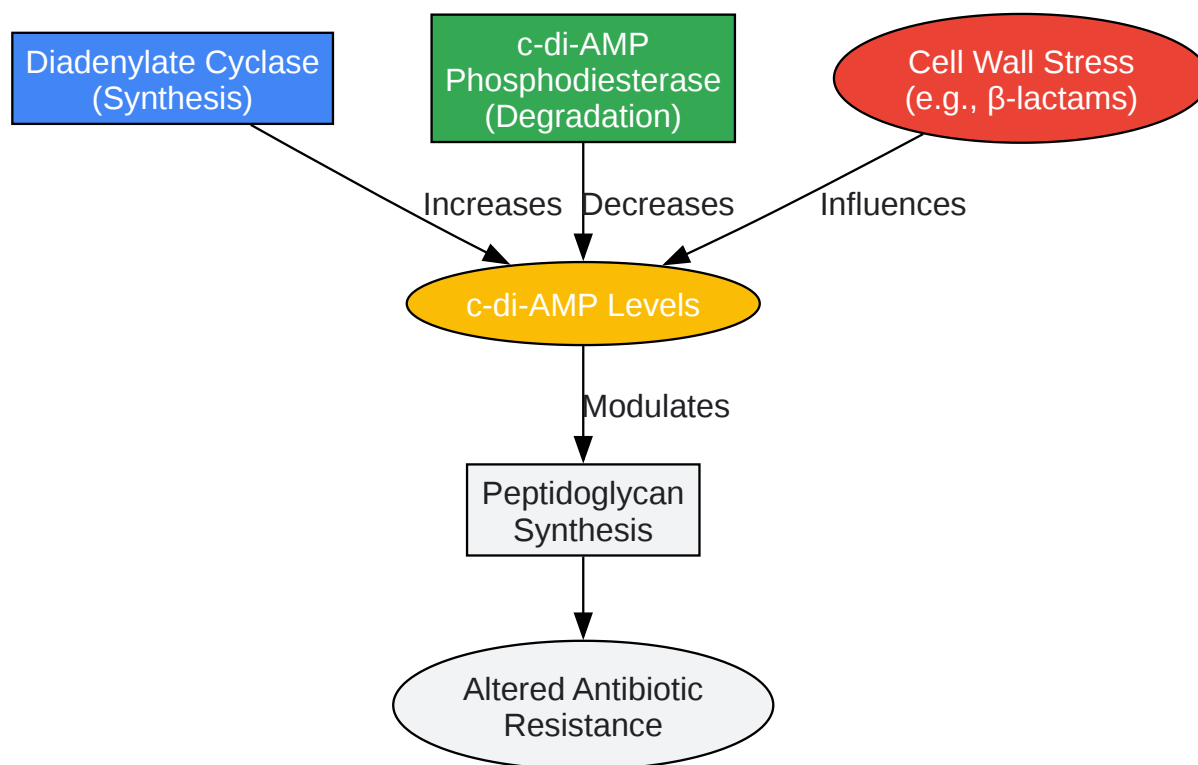 Diadenylate Cyclase
(Synthesis)
c-di-AMP
Phosphodiesterase
(Degradation)
Cell Wall Stress
(e.g., β-lactams)
Increases
Decreases
Influences
c-di-AMP Levels
Modulates
Peptidoglycan
Synthesis
Altered Antibiotic
Resistance